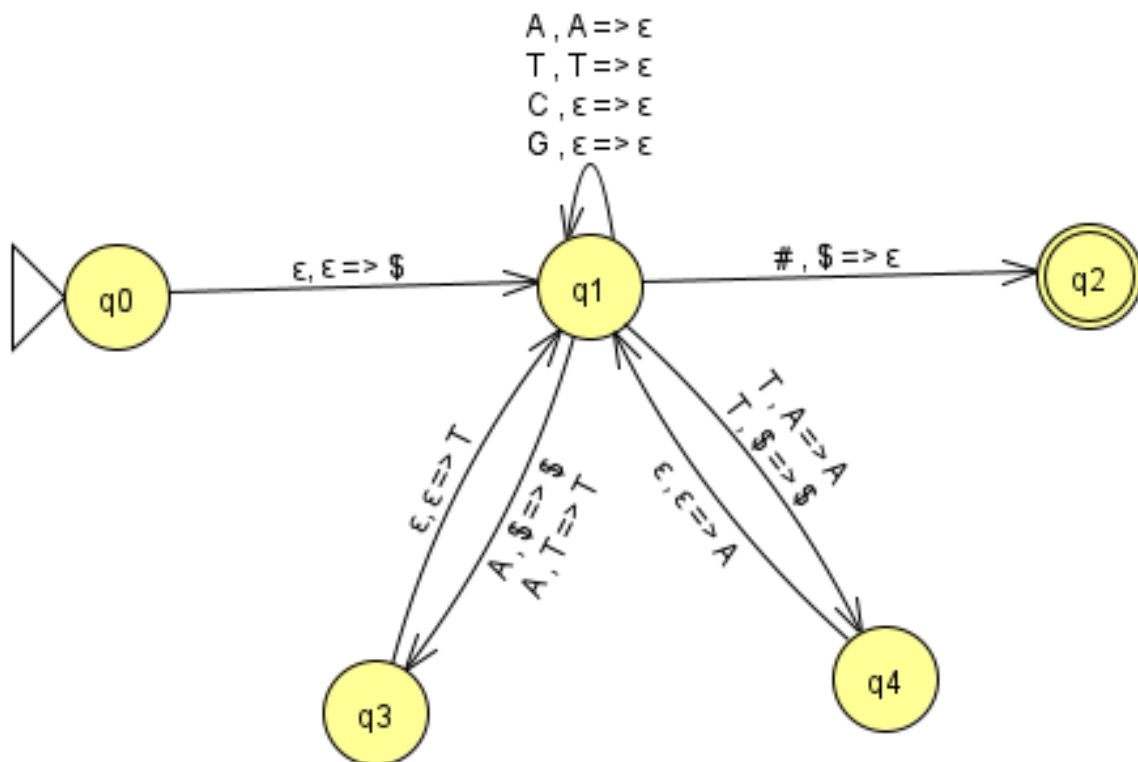 A , A => ε
T , T => ε
C , ε => ε
G , ε => ε
q0
ε, ε => $
q1
# , $ => ε
q2
ε, ε => T
A , $ => $
A , T => T
ε, ε => A
T , A => A
T , $ => $
q3
q4